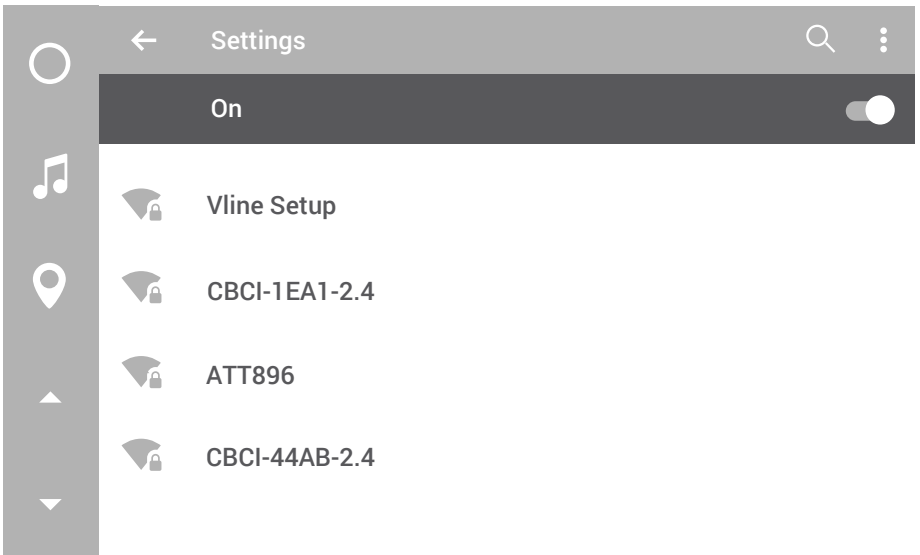 Settings
On
Vline Setup
CBCI-1EA1-2.4
ATT896
CBCI-44AB-2.4